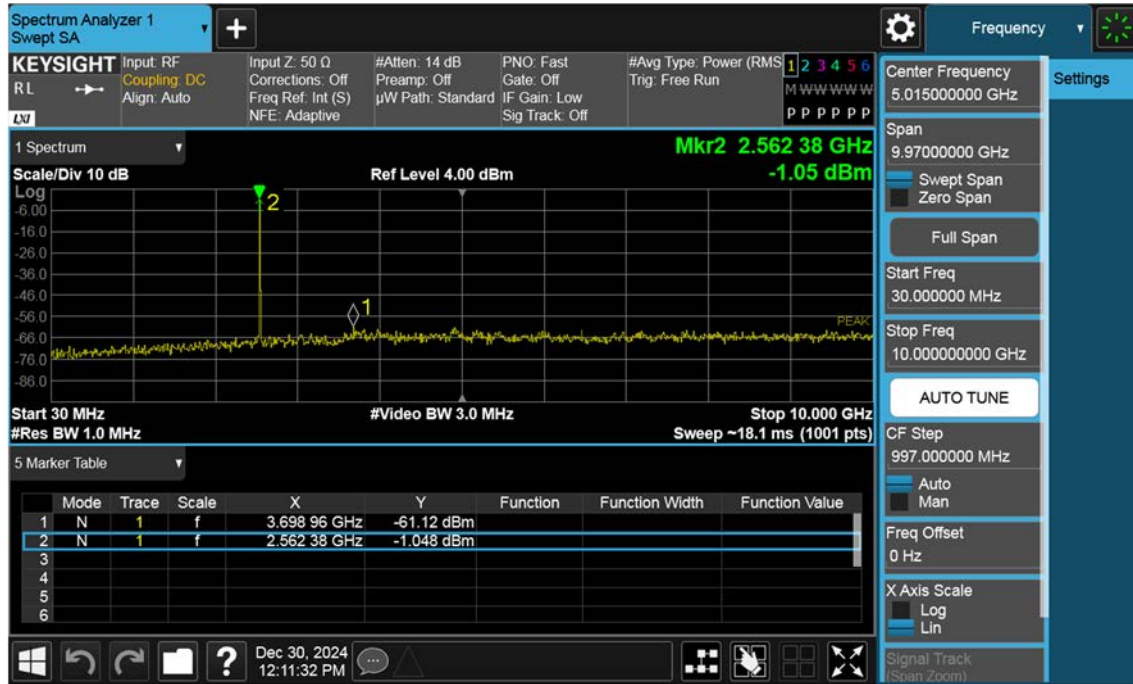 Spectrum Analyzer 1
Swept SA
+
Frequency
KEYSIGHT
RL
LXI
Input: RF
Coupling: DC
Align: Auto
Input Z: 50 Ω
Corrections: Off
Freq Ref: Int (S)
NFE: Adaptive
#Atten: 14 dB
Preamp: Off
µW Path: Standard
PNO: Fast
Gate: Off
IF Gain: Low
Sig Track: Off
#Avg Type: Power (RMS
Trig: Free Run
1 2 3 4 5 6
M W W W W W
P P P P P P
1 Spectrum
Mkr2 2.562 38 GHz
-1.05 dBm
Scale/Div 10 dB
Ref Level 4.00 dBm
Log
-6.00
-16.0
-26.0
-36.0
-46.0
-56.0
-66.0
-76.0
-86.0
2
1
PEAK
Start 30 MHz
#Video BW 3.0 MHz
Stop 10.000 GHz
#Res BW 1.0 MHz
Sweep ~18.1 ms (1001 pts)
5 Marker Table
Mode Trace Scale X Y Function Function Width Function Value
1 N 1 f 3.698 96 GHz -61.12 dBm
2 N 1 f 2.562 38 GHz -1.048 dBm
3
4
5
6
?
Dec 30, 2024
12:11:32 PM
Center Frequency
5.015000000 GHz
Settings
Span
9.97000000 GHz
Swept Span
Zero Span
Full Span
Start Freq
30.000000 MHz
Stop Freq
10.000000000 GHz
AUTO TUNE
CF Step
997.000000 MHz
Auto
Man
Freq Offset
0 Hz
X Axis Scale
Log
Lin
Signal Track
(Span Zoom)